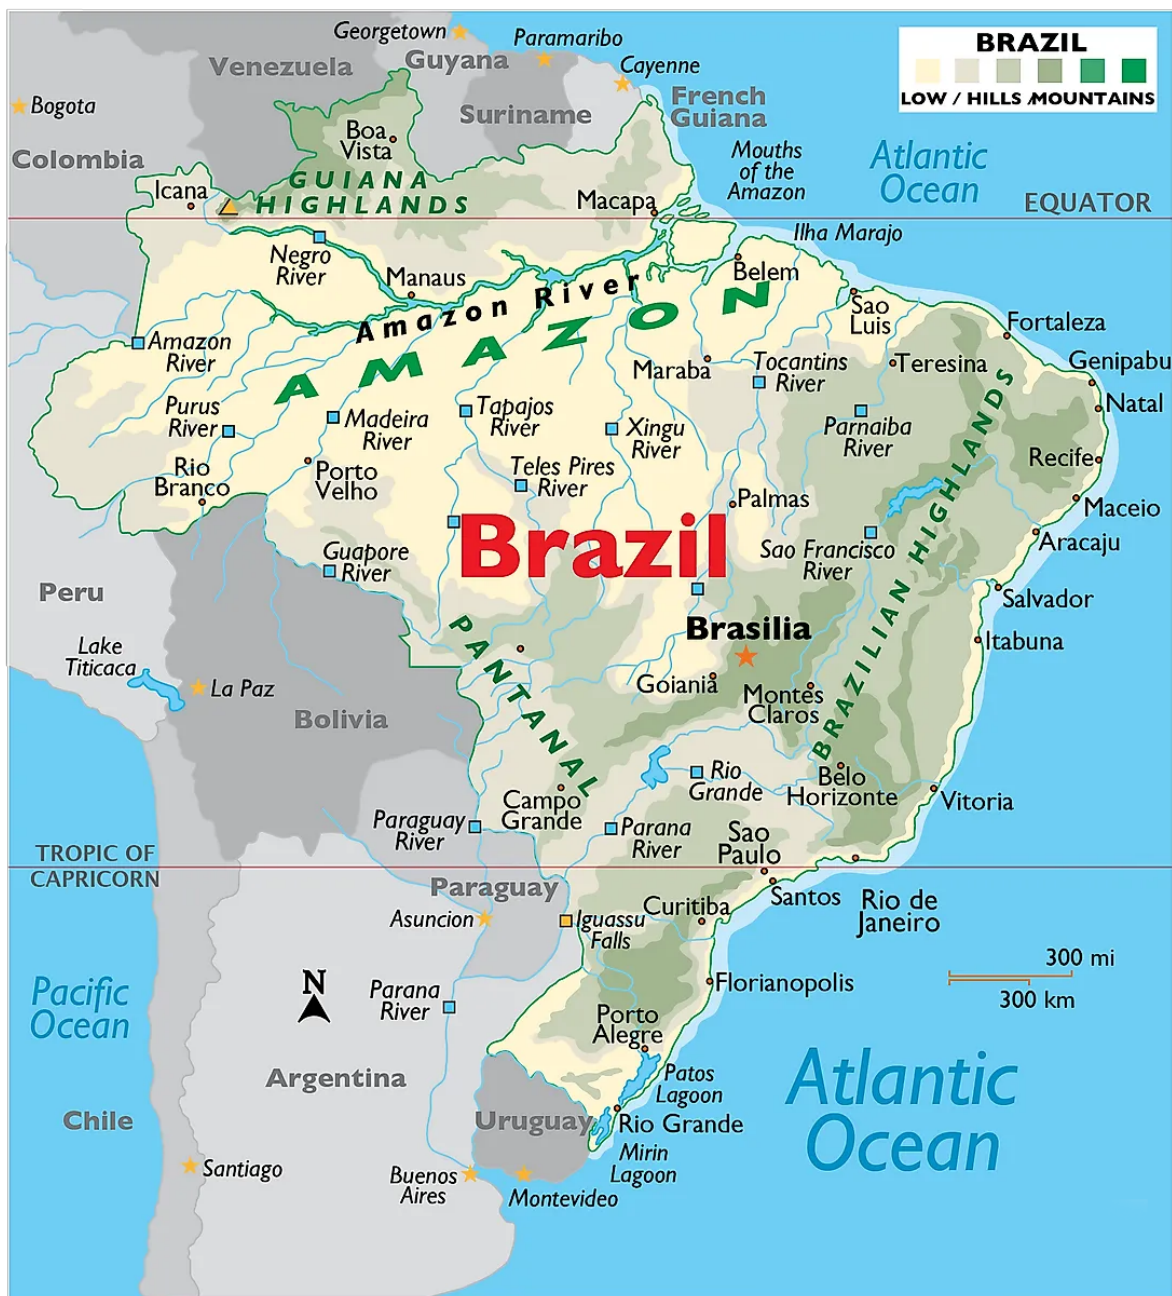 Georgetown
Paramaribo
BRAZIL
LOW / HILLS /MOUNTAINS
Venezuela
Guyana
Cayenne
Bogota
Suriname
French
Guiana
Colombia
Boa
Vista
Mouths
of the
Amazon
Atlantic
Ocean
Icana
GUIANA
HIGHLANDS
Macapa
EQUATOR
Negro
River
Ilha Marajo
Manaus
Belem
Amazon River
AMAZON
Sao
Luis
Fortaleza
Amazon
River
Maraba
Tocantins
River
Teresina
Genipabu
Purus
River
Madeira
River
Tapajos
River
Xingu
River
Parnaiba
River
Natal
Rio
Branco
Porto
Velho
Teles Pires
River
Recife
Palmas
Maceio
Brazil
Guapore
River
Sao Francisco
River
Aracaju
BRAZILIAN HIGHLANDS
Peru
Salvador
Lake
Titicaca
PANTANAL
Brasilia
Itabuna
La Paz
Goiania
Montes
Claros
Bolivia
Rio
Grande
Belo
Horizonte
Campo
Grande
Vitoria
Paraguay
River
Parana
River
Sao
Paulo
TROPIC OF
CAPRICORN
Paraguay
Santos
Rio de
Janeiro
Asuncion
Iguassu
Falls
Curitiba
300 mi
300 km
Pacific
Ocean
N
Parana
River
Florianopolis
Porto
Alegre
Argentina
Patos
Lagoon
Atlantic
Ocean
Chile
Uruguay
Rio Grande
Mirin
Lagoon
Santiago
Buenos
Aires
Montevideo